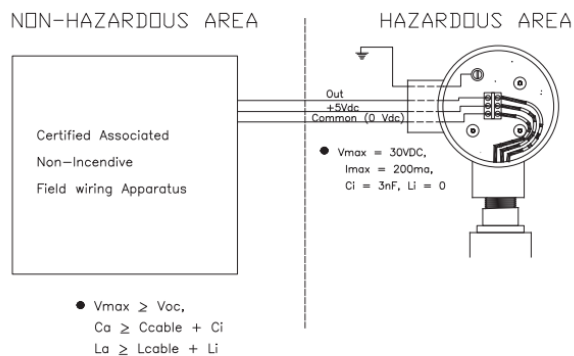 NON-HAZARDOUS AREA
HAZARDOUS AREA
Out
+5Vdc
Common (0 Vdc)
Certified Associated
Non-Incendive
Field wiring Apparatus
● Vmax = 30VDC,
Imax = 200ma,
Ci = 3nF, Li = 0
● Vmax ≥ Voc,
Ca ≥ Ccable + Ci
La ≥ Lcable + Li